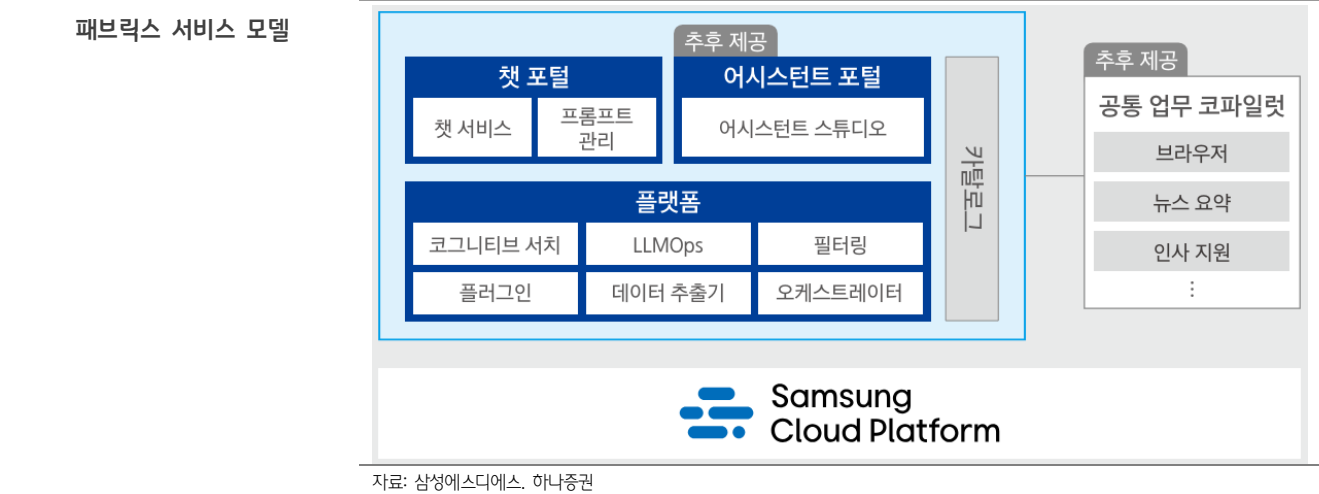 패브릭스 서비스 모델
추후 제공
챗 포털
어시스턴트 포털
챗 서비스
프롬프트
관리
어시스턴트 스튜디오
플랫폼
코그니티브 서치
LLMOps
필터링
플러그인
데이터 추출기
오케스트레이터
카탈로그
추후 제공
공통 업무 코파일럿
브라우저
뉴스 요약
인사 지원
⋮
Samsung
Cloud Platform
자료: 삼성에스디에스, 하나증권